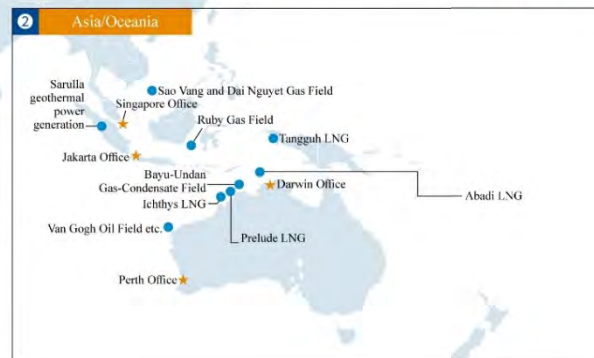 2 Asia/Oceania
Sao Vang and Dai Nguyet Gas Field
Sarulla
geothermal
power
generation
Singapore Office
Ruby Gas Field
Tangguh LNG
Jakarta Office
Bayu-Undan
Gas-Condensate Field
Darwin Office
Abadi LNG
Ichthys LNG
Van Gogh Oil Field etc.
Prelude LNG
Perth Office